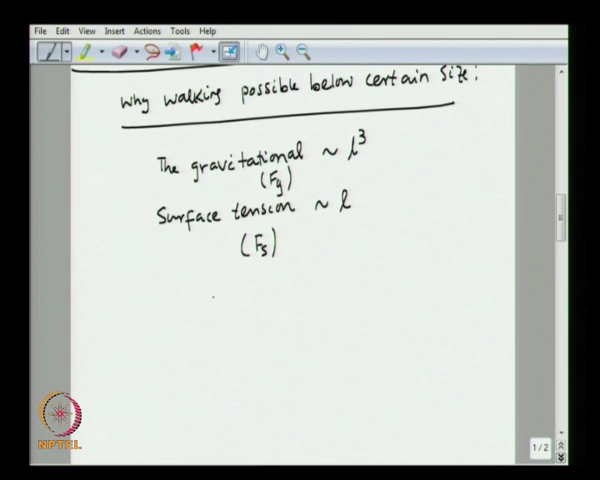 File Edit View Insert Actions Tools Help
Why walking possible below certain size:
The gravitational ~ l³
(Fg)
Surface tension ~ l
(Fs)
NPTEL
1/2